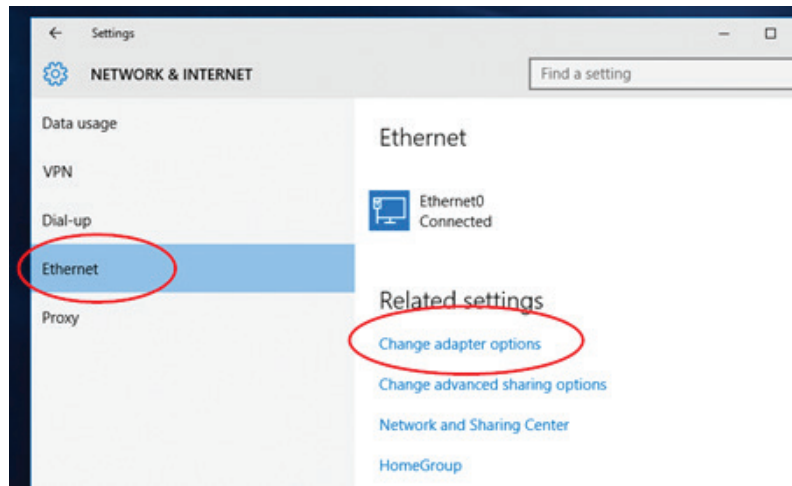 Settings
NETWORK & INTERNET
Find a setting
Data usage
VPN
Dial-up
Ethernet
Proxy
Ethernet
Ethernet0
Connected
Related settings
Change adapter options
Change advanced sharing options
Network and Sharing Center
HomeGroup